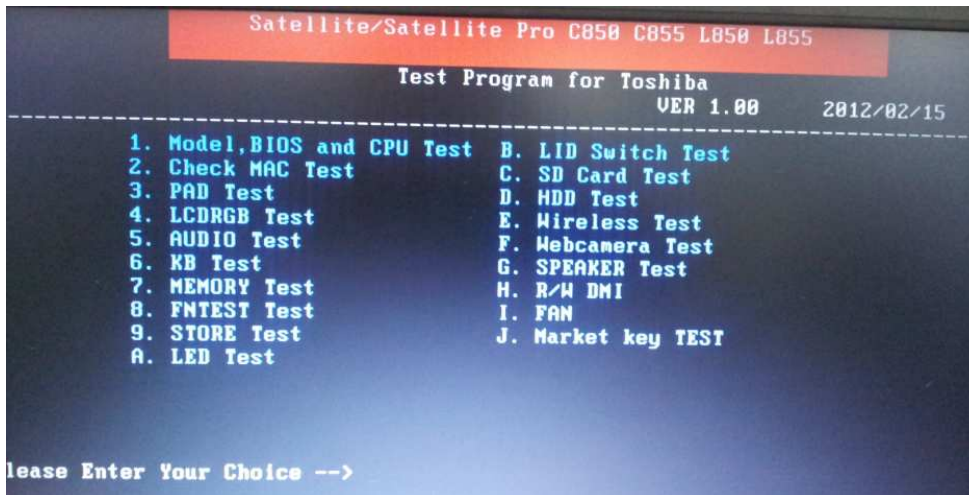 Satellite/Satellite Pro C850 C855 L850 L855
Test Program for Toshiba
VER 1.00 2012/02/15
1. Model,BIOS and CPU Test B. LID Switch Test
2. Check MAC Test C. SD Card Test
3. PAD Test D. HDD Test
4. LCDRGB Test E. Wireless Test
5. AUDIO Test F. Webcamera Test
6. KB Test G. SPEAKER Test
7. MEMORY Test H. R/W DMI
8. FNTEST Test I. FAN
9. STORE Test J. Market key TEST
A. LED Test
lease Enter Your Choice -->